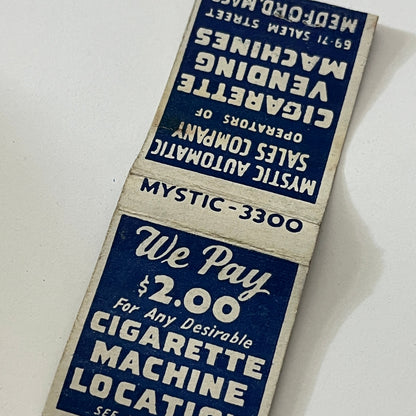 MYSTIC AUTOMATIC
SALES COMPANY
OPERATORS OF
CIGARETTE
VENDING
MACHINES
69-71 SALEM STREET
MEDFORD, MASS
MYSTIC - 3300
We Pay
$2.00
For Any Desirable
CIGARETTE
MACHINE
LOCATION
SEE